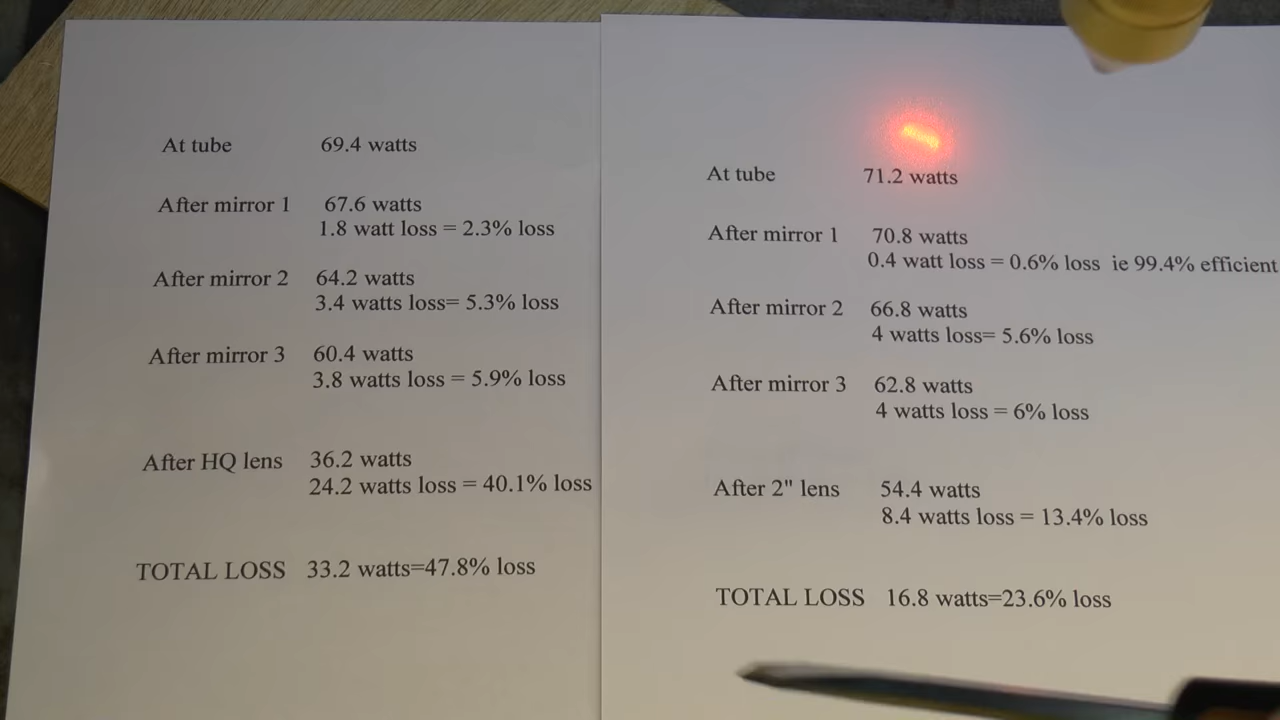 At tube 69.4 watts
After mirror 1 67.6 watts
1.8 watt loss = 2.3% loss
After mirror 2 64.2 watts
3.4 watts loss= 5.3% loss
After mirror 3 60.4 watts
3.8 watts loss = 5.9% loss
After HQ lens 36.2 watts
24.2 watts loss = 40.1% loss
TOTAL LOSS 33.2 watts=47.8% loss
At tube 71.2 watts
After mirror 1 70.8 watts
0.4 watt loss = 0.6% loss ie 99.4% efficient
After mirror 2 66.8 watts
4 watts loss= 5.6% loss
After mirror 3 62.8 watts
4 watts loss = 6% loss
After 2" lens 54.4 watts
8.4 watts loss = 13.4% loss
TOTAL LOSS 16.8 watts=23.6% loss